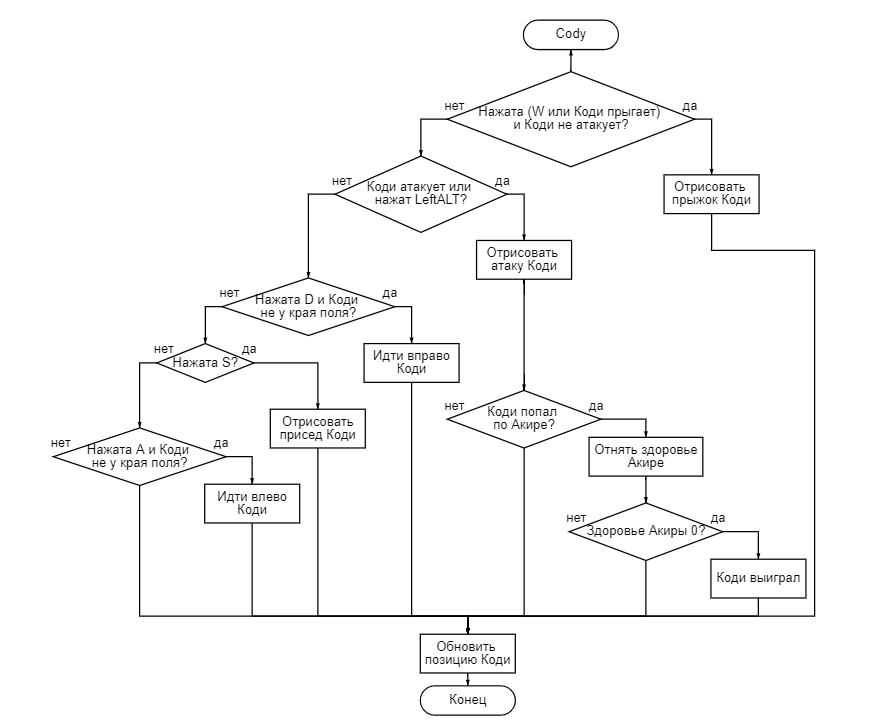 Cody
нет
да
Нажата (W или Коди прыгает)
и Коди не атакует?
нет
да
Коди атакует или
нажат LeftALT?
Отрисовать
прыжок Коди
Отрисовать
атаку Коди
нет
да
Нажата D и Коди
не у края поля?
нет
да
Нажата S?
Идти вправо
Коди
нет
да
Коди попал
по Акире?
Отрисовать
присед Коди
нет
да
Нажата А и Коди
не у края поля?
Отнять здоровье
Акире
Идти влево
Коди
нет
да
Здоровье Акиры 0?
Коди выиграл
Обновить
позицию Коди
Конец